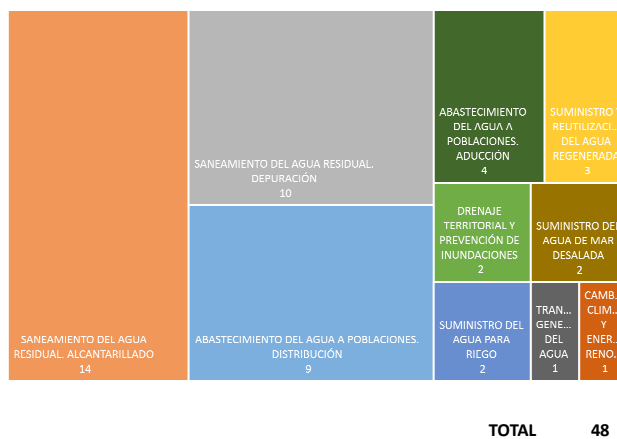 SANEAMIENTO DEL AGUA
RESIDUAL. ALCANTARILLADO
14
SANEAMIENTO DEL AGUA RESIDUAL.
DEPURACIÓN
10
ABASTECIMIENTO DEL AGUA A POBLACIONES.
DISTRIBUCIÓN
9
ABASTECIMIENTO
DEL AGUA A
POBLACIONES.
ADUCCIÓN
4
SUMINISTRO Y
REUTILIZACI...
DEL AGUA
REGENERADA
3
DRENAJE
TERRITORIAL Y
PREVENCIÓN DE
INUNDACIONES
2
SUMINISTRO DEL
AGUA DE MAR
DESALADA
2
SUMINISTRO DEL
AGUA PARA
RIEGO
2
TRAN...
GENE...
DEL
AGUA
1
CAMB...
CLIM...
Y
ENER...
RENO...
1
TOTAL 48